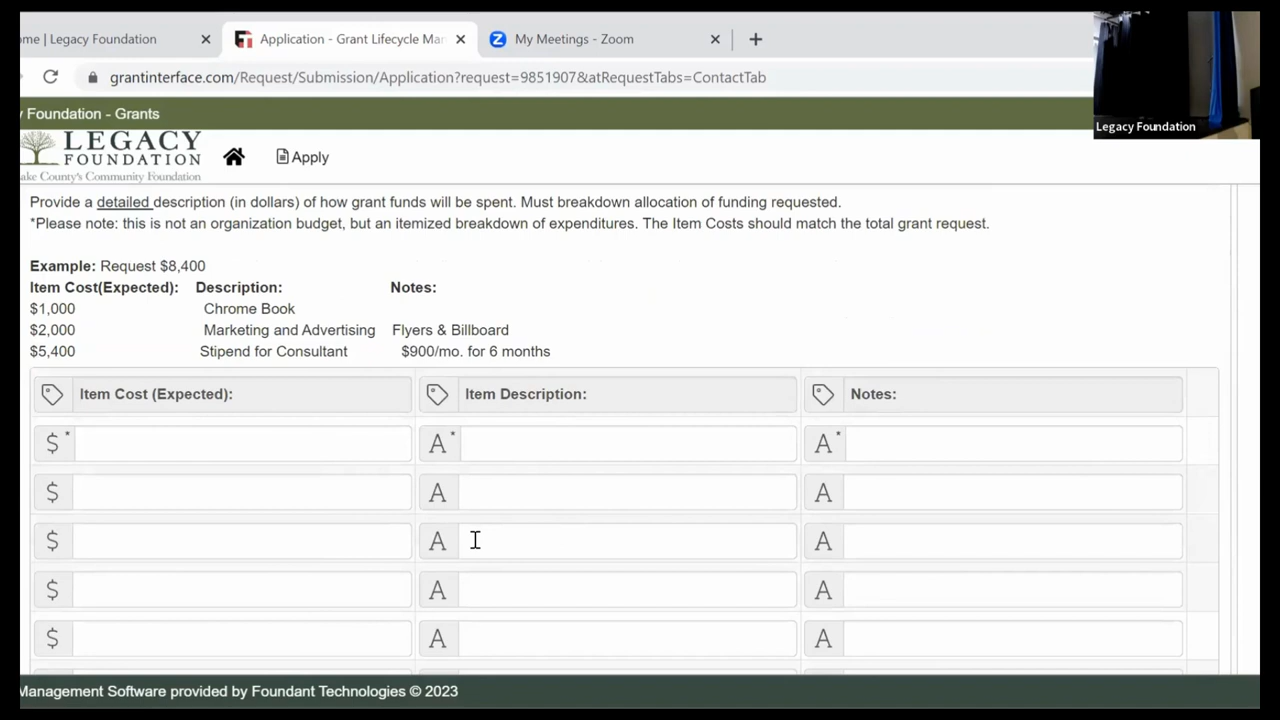 ome | Legacy Foundation
Application - Grant Lifecycle Man
My Meetings - Zoom
grantinterface.com/Request/Submission/Application?request=9851907&atRequestTabs=ContactTab
Legacy Foundation
y Foundation - Grants
LEGACY
FOUNDATION
ake County's Community Foundation
Apply
Provide a detailed description (in dollars) of how grant funds will be spent. Must breakdown allocation of funding requested.
*Please note: this is not an organization budget, but an itemized breakdown of expenditures. The Item Costs should match the total grant request.
Example: Request $8,400
Item Cost(Expected): Description: Notes:
$1,000 Chrome Book
$2,000 Marketing and Advertising Flyers & Billboard
$5,400 Stipend for Consultant $900/mo. for 6 months
Item Cost (Expected): Item Description: Notes:
$ * A * A *
$ A A
$ A A
$ A A
$ A A
Management Software provided by Foundant Technologies © 2023